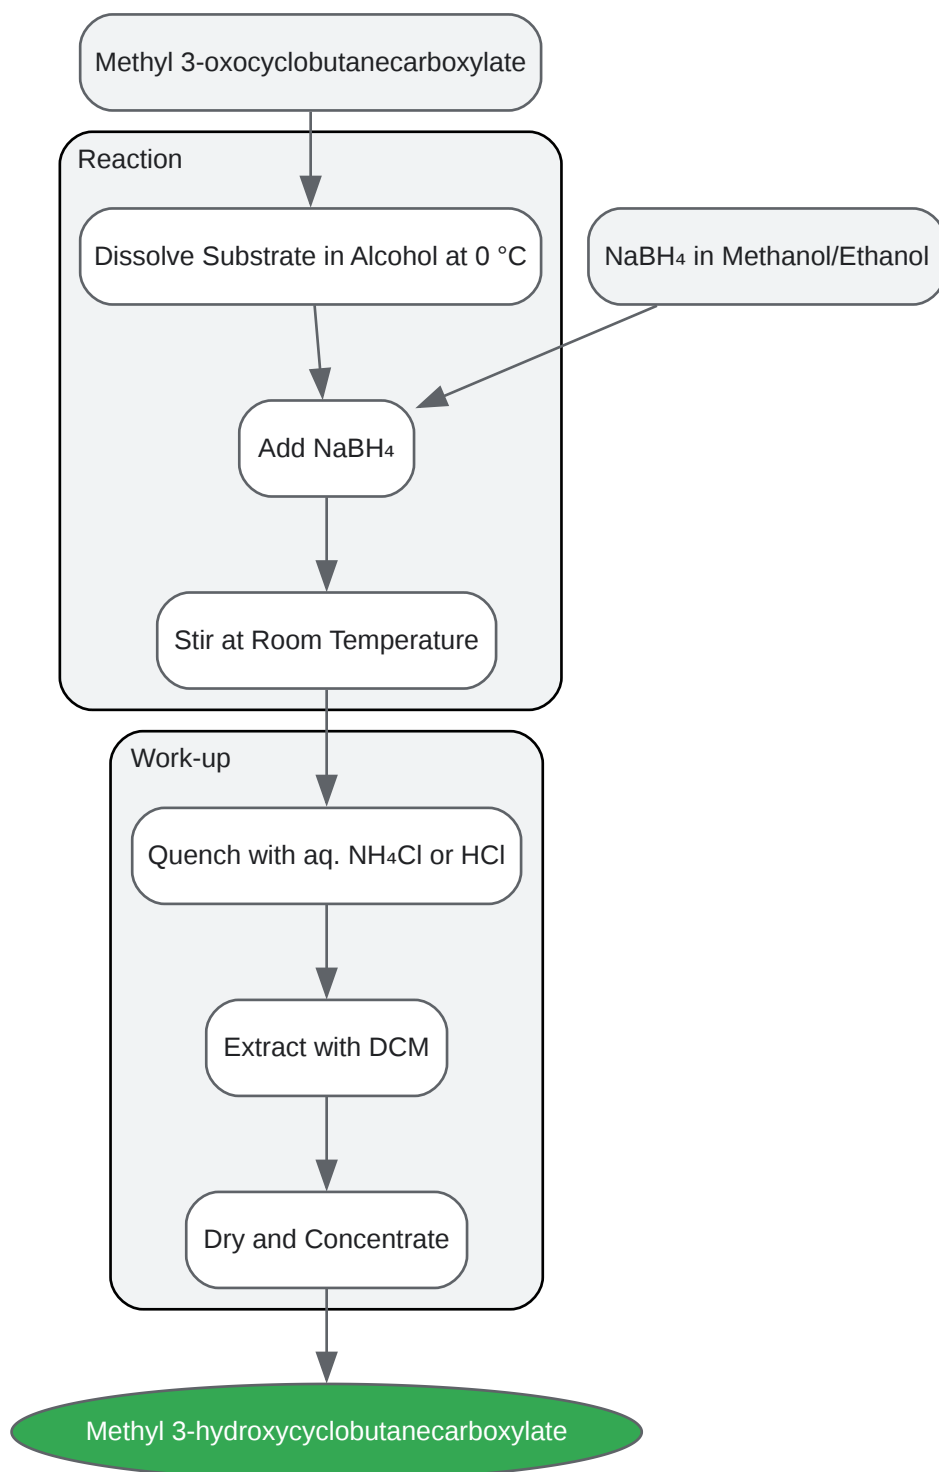 Methyl 3-oxocyclobutanecarboxylate
Reaction
Dissolve Substrate in Alcohol at 0 °C
NaBH₄ in Methanol/Ethanol
Add NaBH₄
Stir at Room Temperature
Work-up
Quench with aq. NH₄Cl or HCl
Extract with DCM
Dry and Concentrate
Methyl 3-hydroxycyclobutanecarboxylate